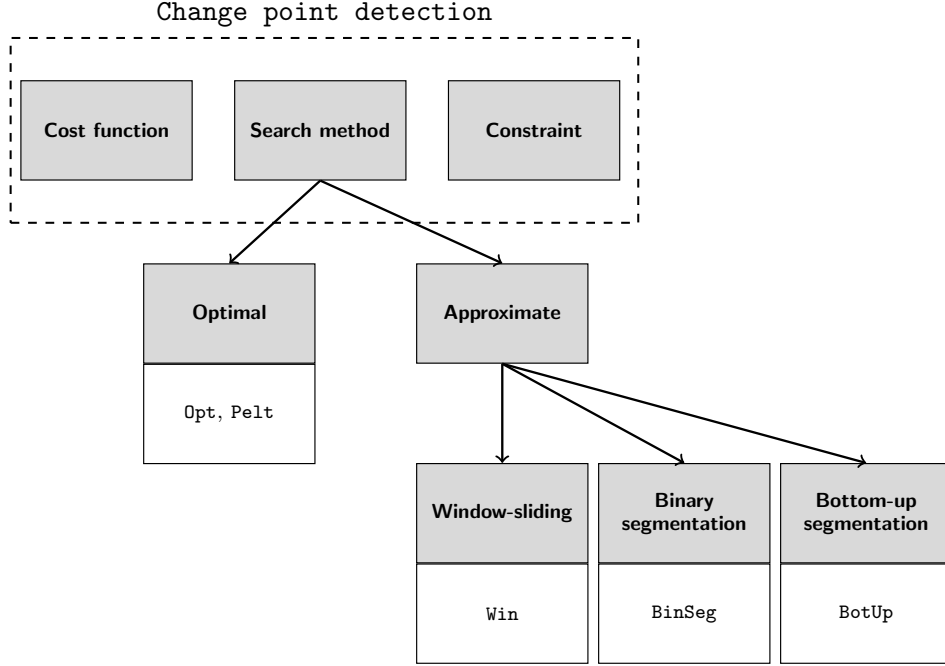 Change point detection
Cost function
Search method
Constraint
Optimal
Approximate
Opt, Pelt
Window-sliding
Binary
segmentation
Bottom-up
segmentation
Win
BinSeg
BotUp